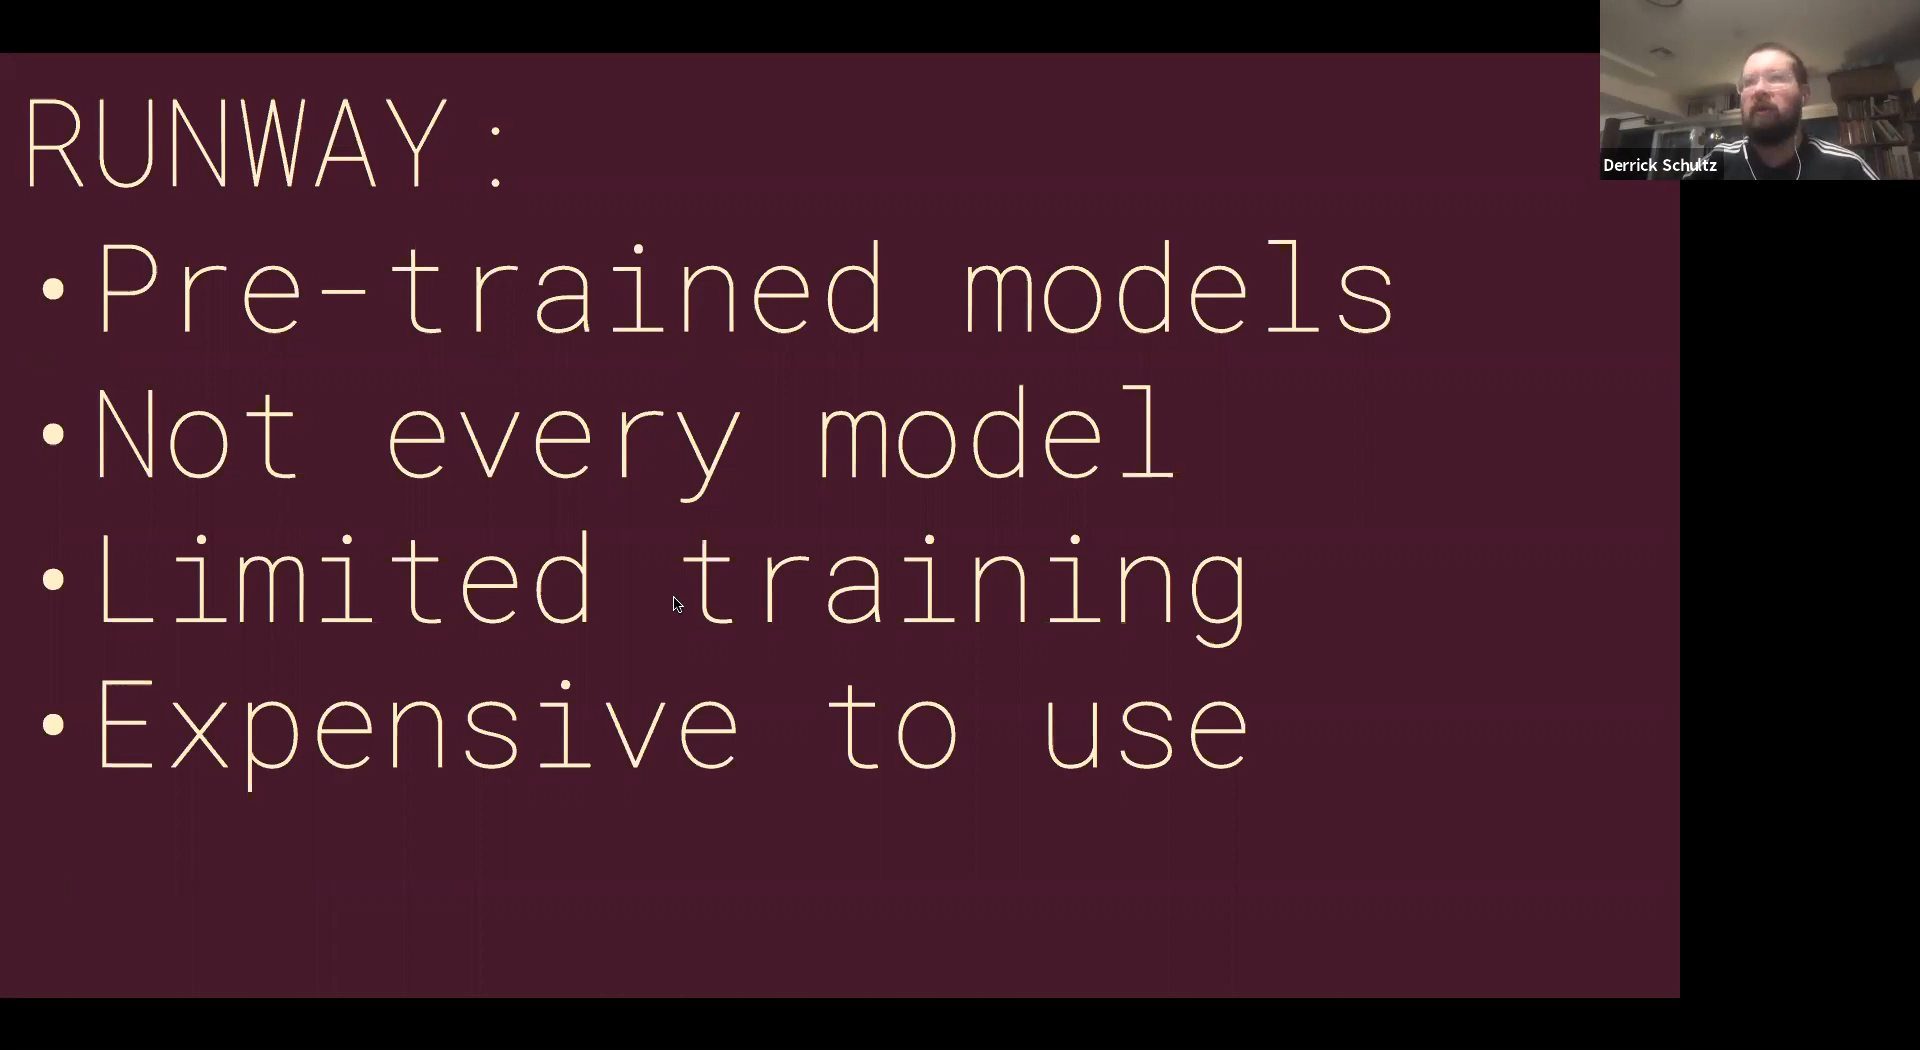 RUNWAY:
• Pre-trained models
• Not every model
• Limited training
• Expensive to use
Derrick Schultz